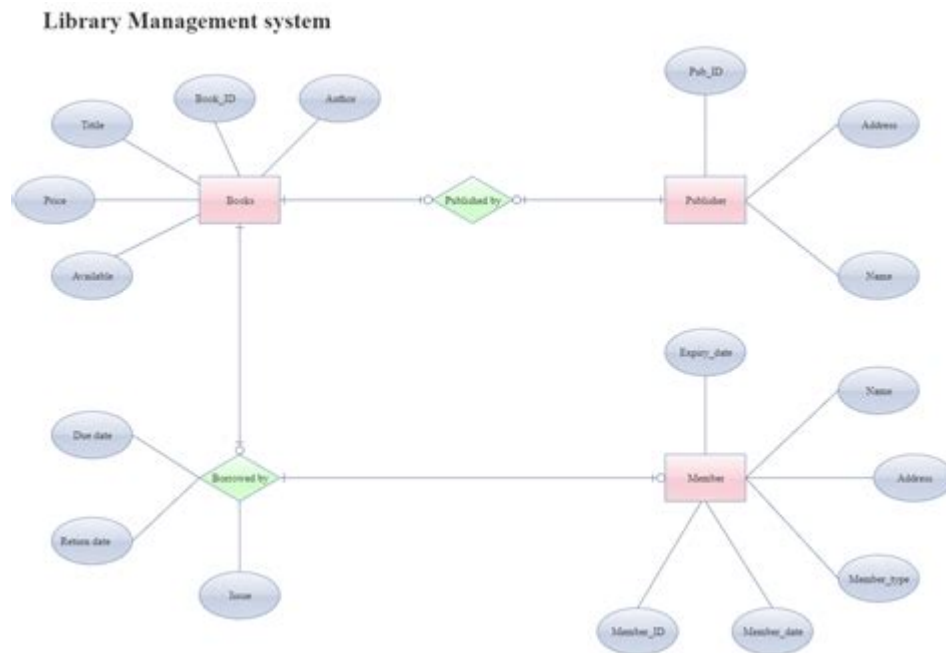 Library Management system
Pub_ID
Book_ID
Author
Tittle
Address
Price
Books
Published by
Publisher
Available
Name
Expiry_date
Name
Due date
Borrowed by
Member
Address
Return date
Member_type
Issue
Member_ID
Member_date